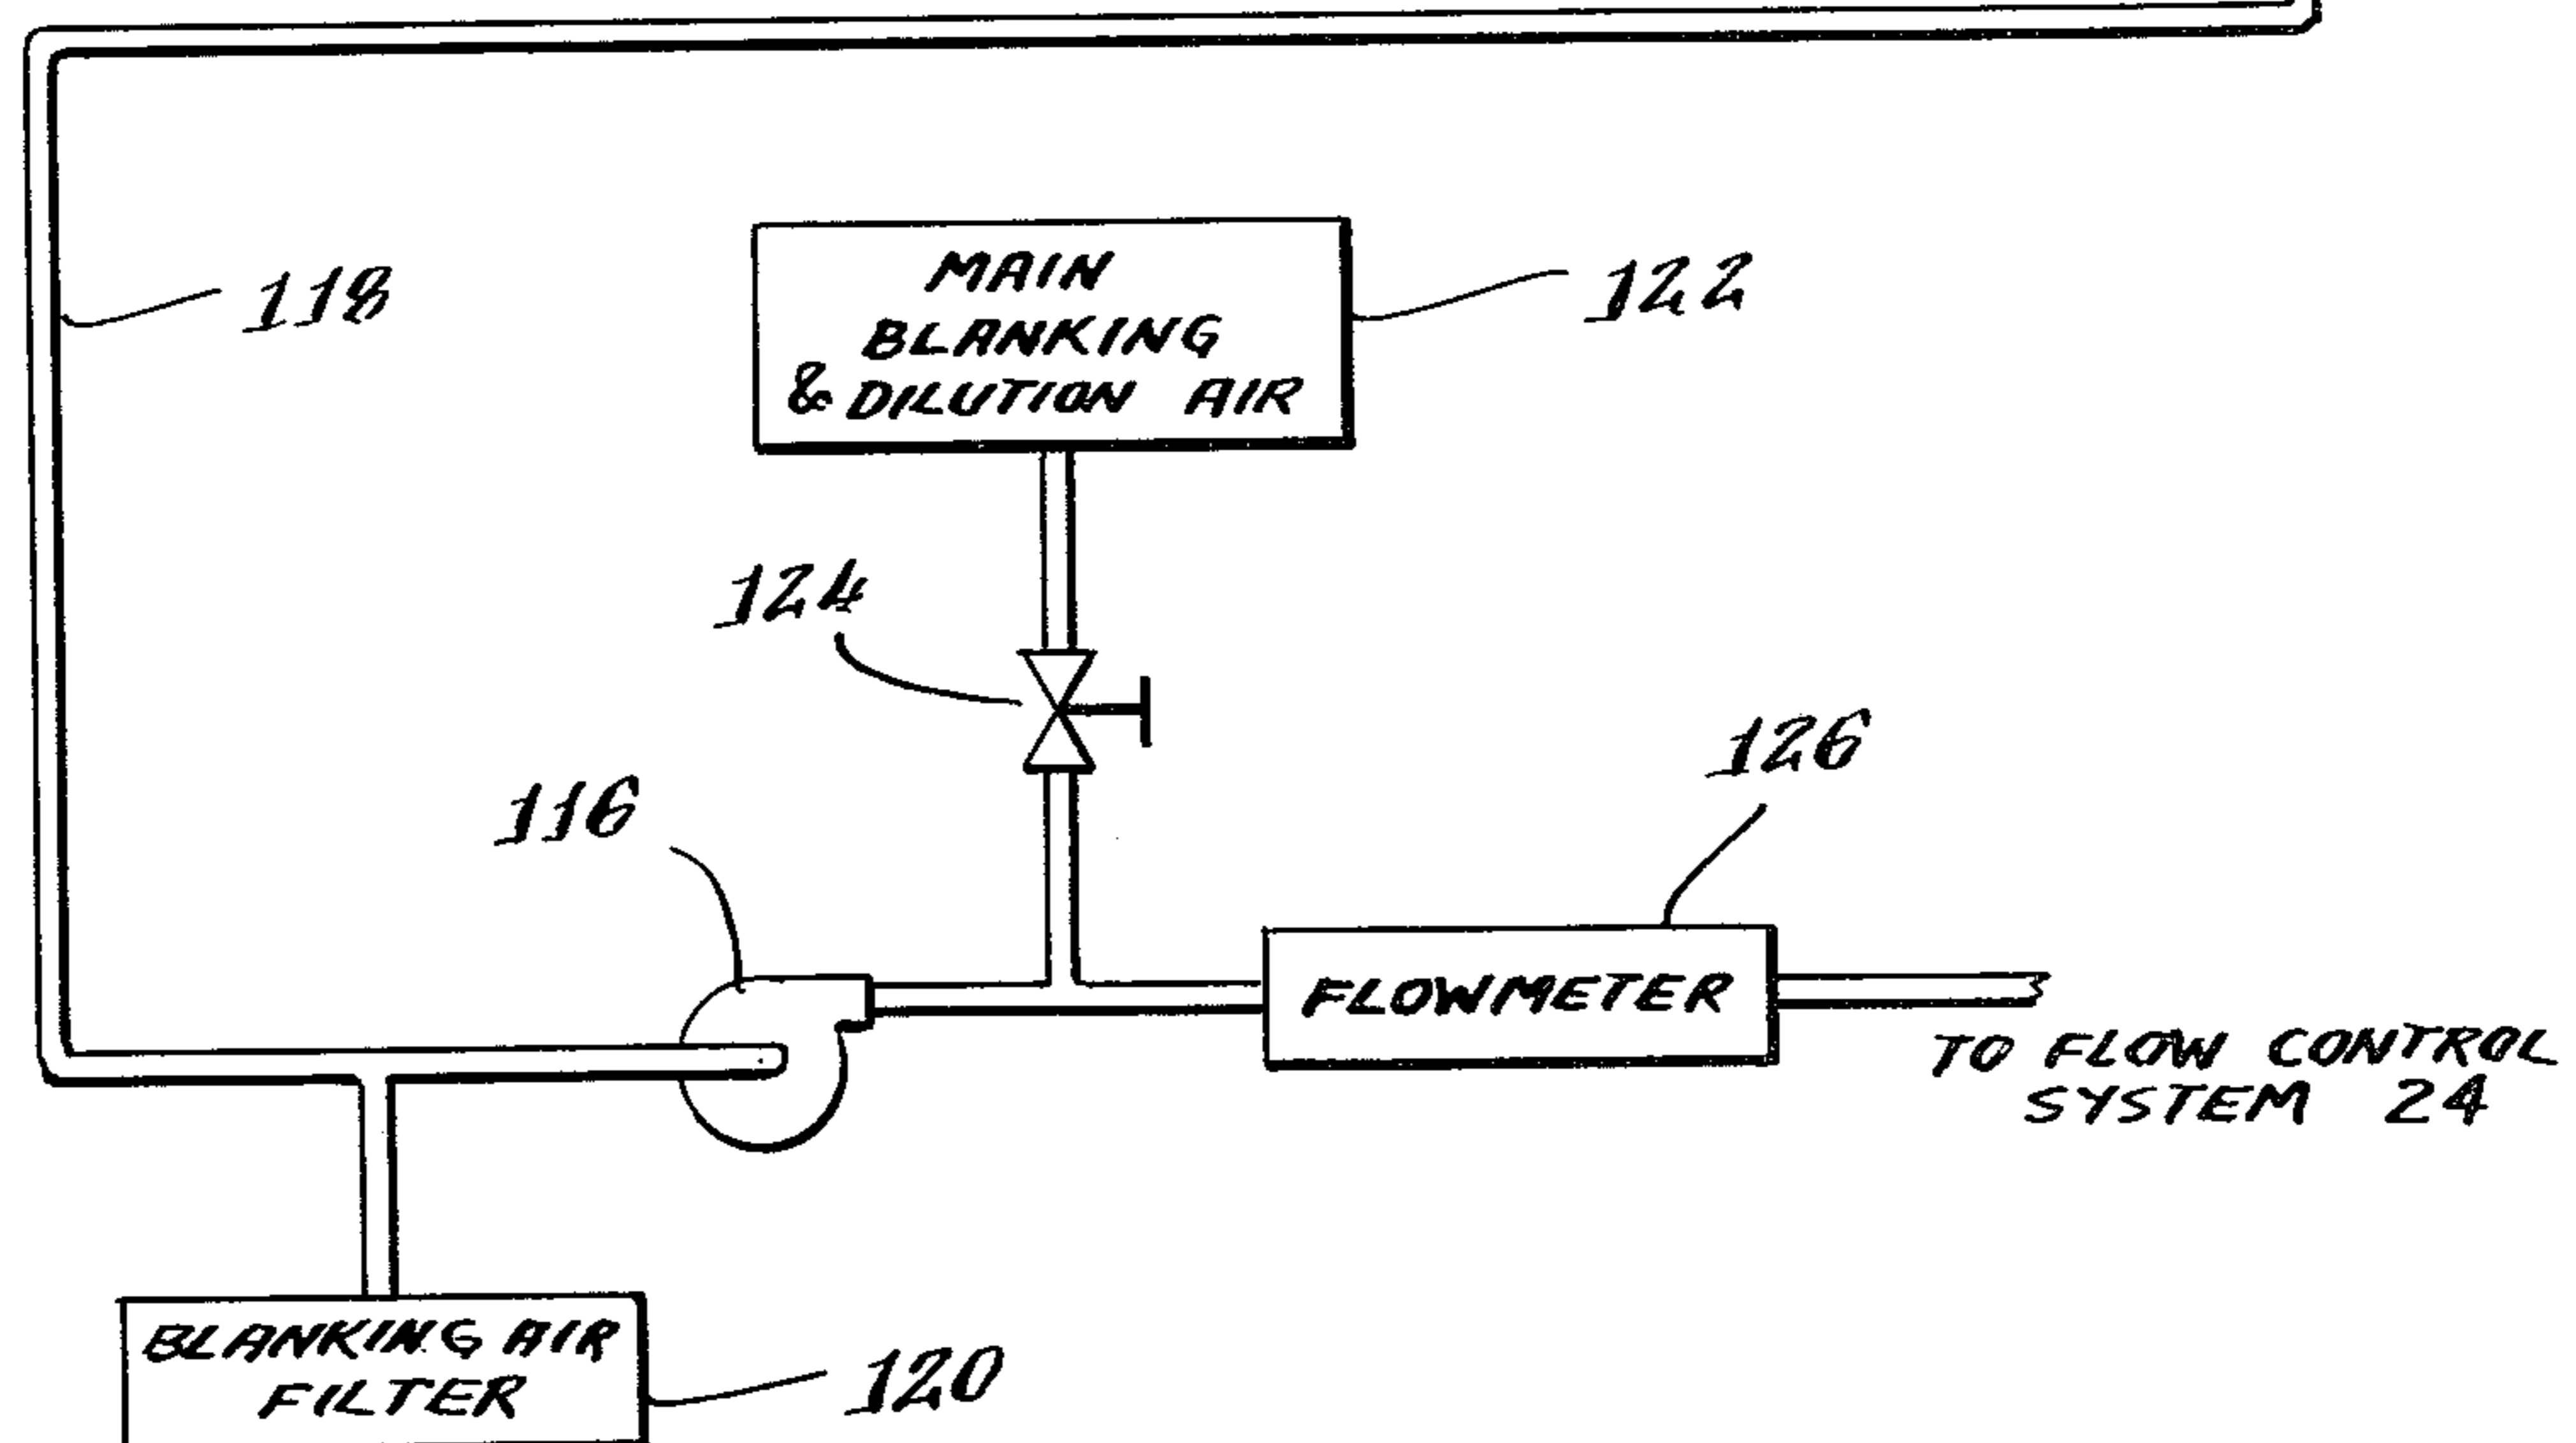 118
MAIN
BLANKING
& DILUTION AIR
122
124
116
126
FLOWMETER
TO FLOW CONTROL
SYSTEM 24
BLANKING AIR
FILTER
120